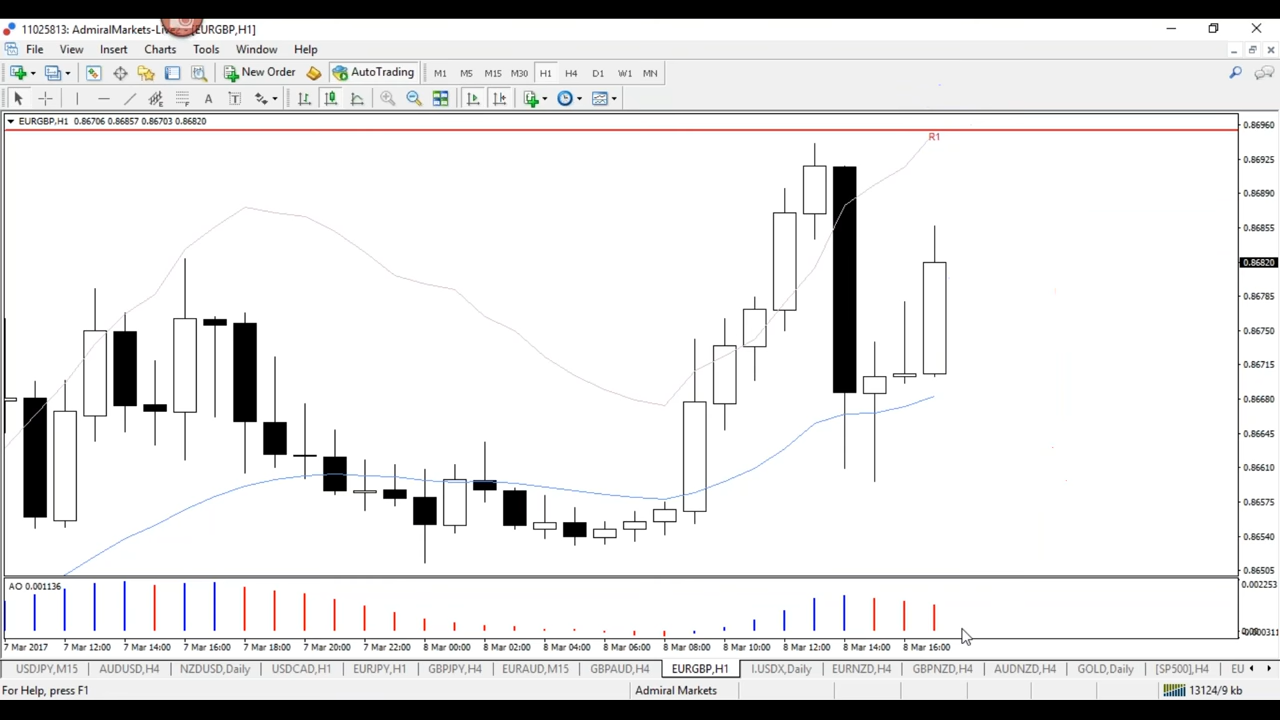 11025813: AdmiralMarkets-Li [EURGBP,H1]
File View Insert Charts Tools Window Help
New Order AutoTrading M1 M5 M15 M30 H1 H4 D1 W1 MN
A T
EURGBP,H1 0.86706 0.86857 0.86703 0.86820
R1
0.86960
0.86925
0.86890
0.86855
0.86820
0.86785
0.86750
0.86715
0.86680
0.86645
0.86610
0.86575
0.86540
0.86505
AO 0.001136
0.002253
7 Mar 2017 7 Mar 12:00 7 Mar 14:00 7 Mar 16:00 7 Mar 18:00 7 Mar 20:00 7 Mar 22:00 8 Mar 00:00 8 Mar 02:00 8 Mar 04:00 8 Mar 06:00 8 Mar 08:00 8 Mar 10:00 8 Mar 12:00 8 Mar 14:00 8 Mar 16:00
USDJPY,M15 AUDUSD,H4 NZDUSD,Daily USDCAD,H1 EURJPY,H1 GBPJPY,H4 EURAUD,M15 GBPAUD,H4 EURGBP,H1 I.USDX,Daily EURNZD,H4 GBPNZD,H4 AUDNZD,H4 GOLD,Daily [SP500],H4 EU
For Help, press F1 Admiral Markets 13124/9 kb